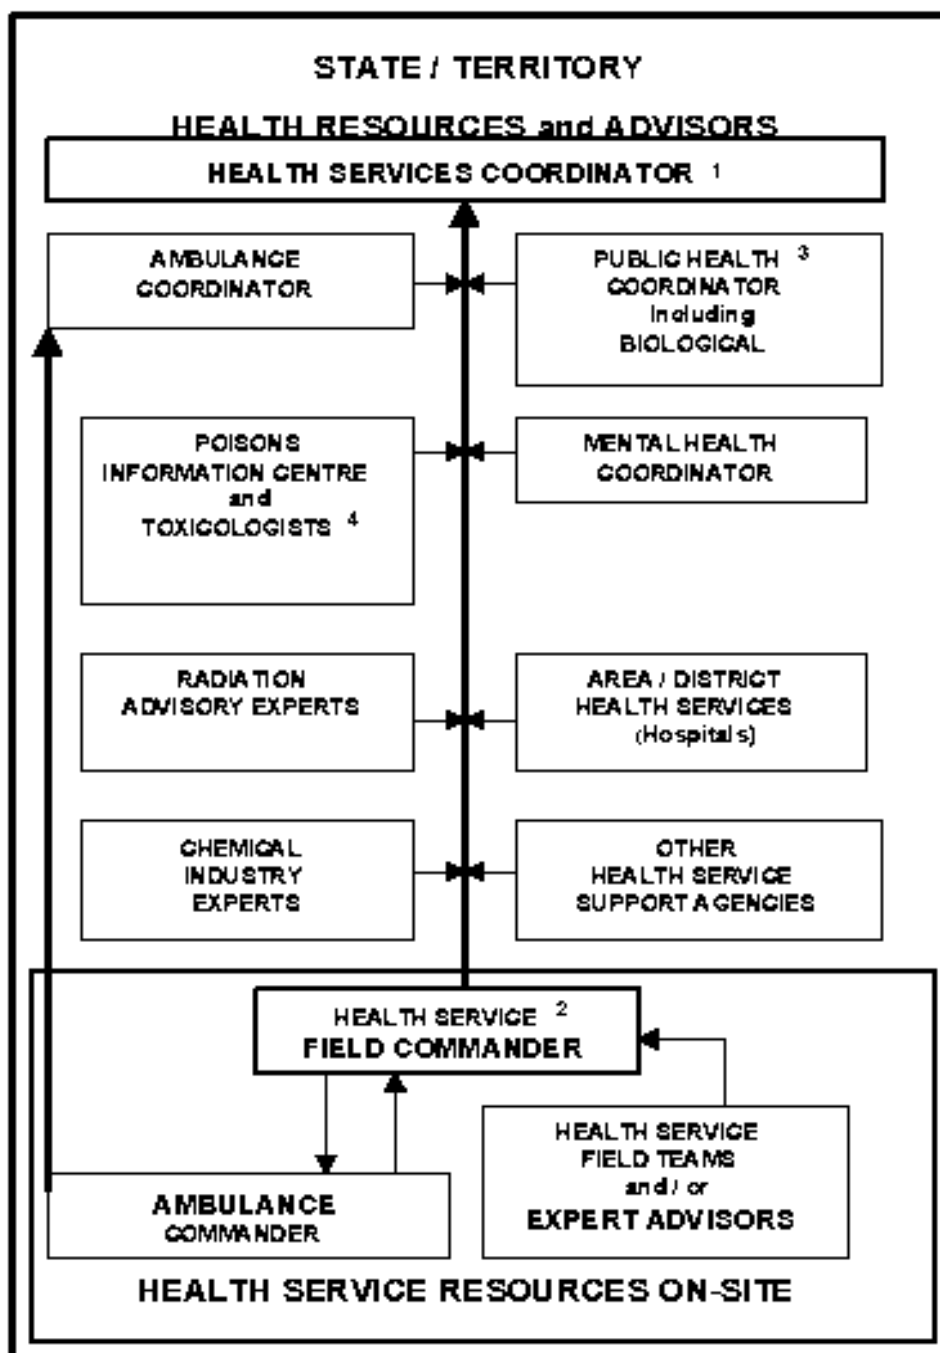 STATE / TERRITORY
HEALTH RESOURCES and ADVISORS
HEALTH SERVICES COORDINATOR 1
AMBULANCE
COORDINATOR
PUBLIC HEALTH 3
COORDINATOR
Including
BIOLOGICAL
POISONS
INFORMATION CENTRE
and
TOXICOLOGISTS 4
MENTAL HEALTH
COORDINATOR
RADIATION
ADVISORY EXPERTS
AREA / DISTRICT
HEALTH SERVICES
(Hospitals)
CHEMICAL
INDUSTRY
EXPERTS
OTHER
HEALTH SERVICE
SUPPORT AGENCIES
HEALTH SERVICE 2
FIELD COMMANDER
HEALTH SERVICE
FIELD TEAMS
and / or
EXPERT ADVISORS
AMBULANCE
COMMANDER
HEALTH SERVICE RESOURCES ON-SITE